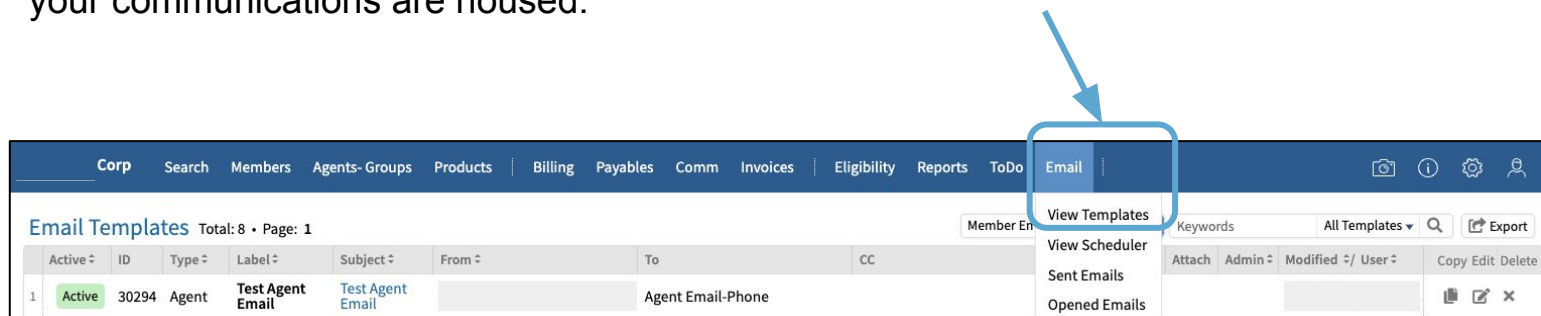 your communications are housed.
Corp Search Members Agents- Groups Products Billing Payables Comm Invoices Eligibility Reports ToDo Email
View Templates
View Scheduler
Sent Emails
Opened Emails
Email Templates Total: 8 • Page: 1
Member Em
Keywords All Templates Export
Active ID Type Label Subject From To CC Attach Admin Modified / User Copy Edit Delete
1 Active 30294 Agent Test Agent Email Test Agent Email Agent Email-Phone